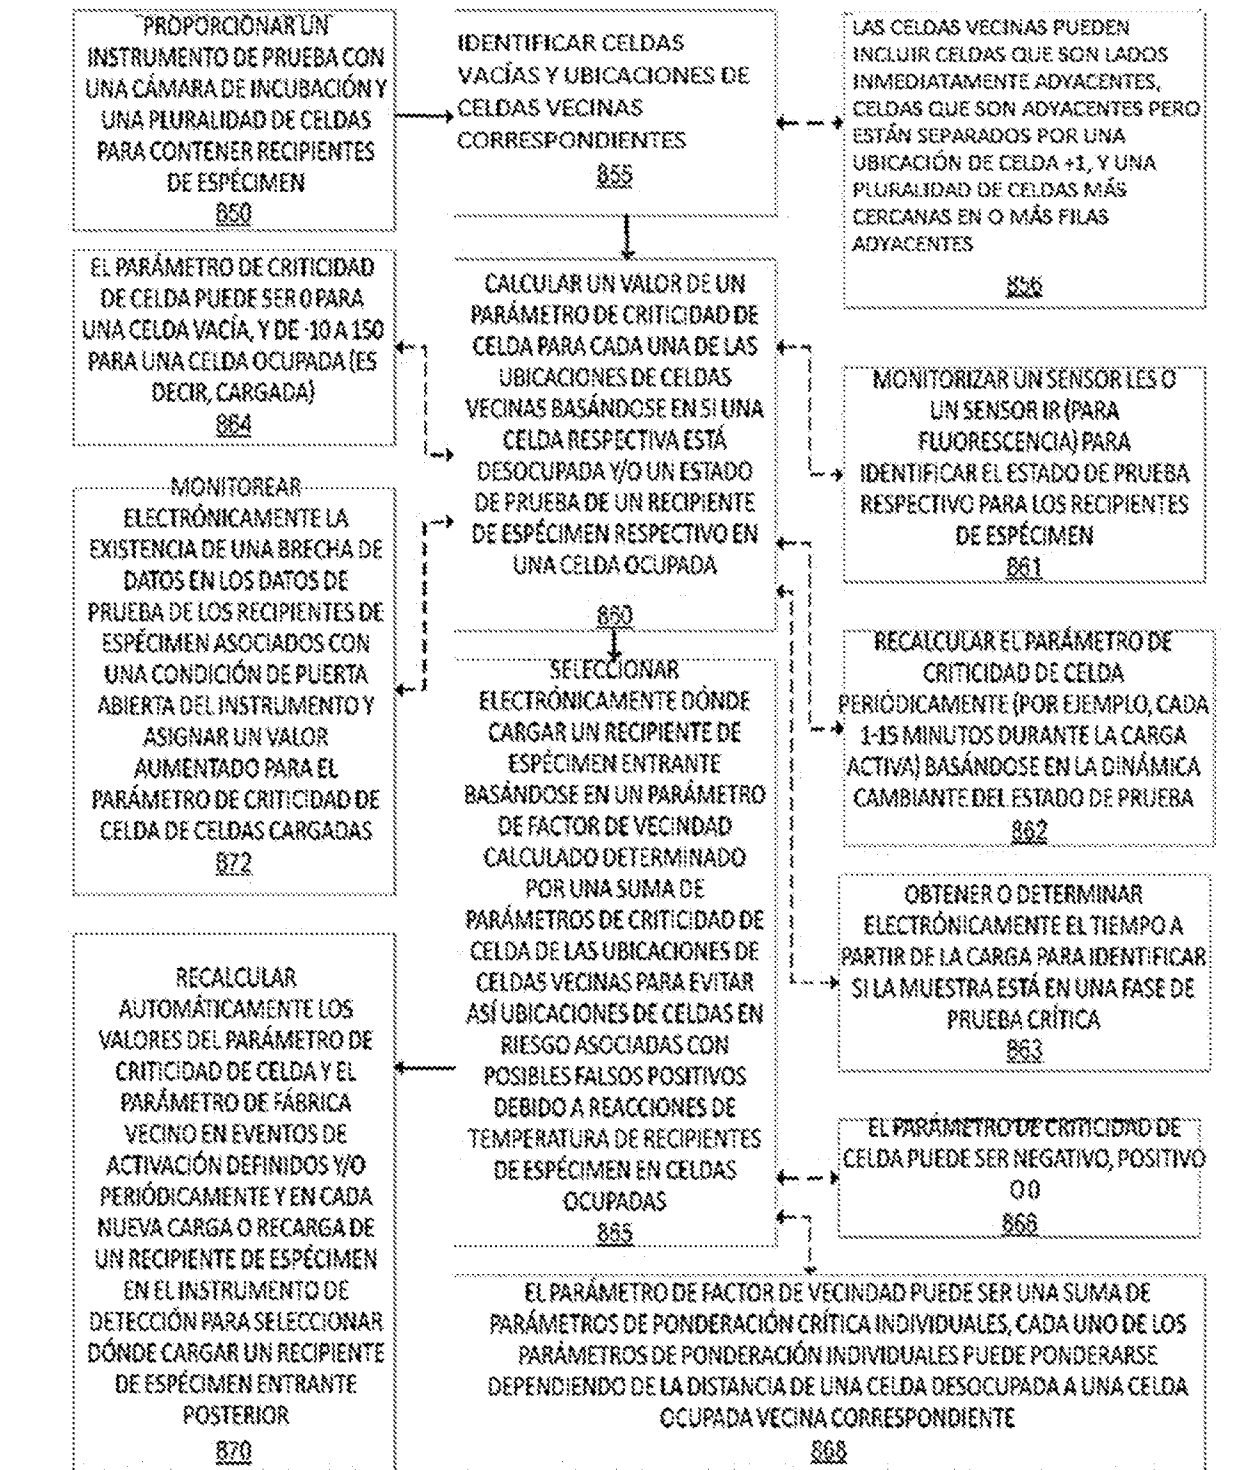 PROPORCIONAR UN
INSTRUMENTO DE PRUEBA CON
UNA CÁMARA DE INCUBACIÓN Y
UNA PLURALIDAD DE CELDAS
PARA CONTENER RECIPIENTES
DE ESPÉCIMEN
850
IDENTIFICAR CELDAS
VACÍAS Y UBICACIONES DE
CELDAS VECINAS
CORRESPONDIENTES
855
LAS CELDAS VECINAS PUEDEN
INCLUIR CELDAS QUE SON LADOS
INMEDIATAMENTE ADYACENTES,
CELDAS QUE SON ADYACENTES PERO
ESTÁN SEPARADOS POR UNA
UBICACIÓN DE CELDA +1, Y UNA
PLURALIDAD DE CELDAS MÁS
CERCANAS EN O MÁS FILAS
ADYACENTES
856
EL PARÁMETRO DE CRITICIDAD
DE CELDA PUEDE SER 0 PARA
UNA CELDA VACÍA, Y DE -10 A 150
PARA UNA CELDA OCUPADA (ES
DECIR, CARGADA)
864
CALCULAR UN VALOR DE UN
PARÁMETRO DE CRITICIDAD DE
CELDA PARA CADA UNA DE LAS
UBICACIONES DE CELDAS
VECINAS BASÁNDOSE EN SI UNA
CELDA RESPECTIVA ESTÁ
DESOCUPADA Y/O UN ESTADO
DE PRUEBA DE UN RECIPIENTE
DE ESPÉCIMEN RESPECTIVO EN
UNA CELDA OCUPADA
860
MONITORIZAR UN SENSOR LES O
UN SENSOR IR (PARA
FLUORESCENCIA) PARA
IDENTIFICAR EL ESTADO DE PRUEBA
RESPECTIVO PARA LOS RECIPIENTES
DE ESPÉCIMEN
861
MONITOREAR
ELECTRÓNICAMENTE LA
EXISTENCIA DE UNA BRECHA DE
DATOS EN LOS DATOS DE
PRUEBA DE LOS RECIPIENTES DE
ESPÉCIMEN ASOCIADOS CON
UNA CONDICIÓN DE PUERTA
ABIERTA DEL INSTRUMENTO Y
ASIGNAR UN VALOR
AUMENTADO PARA EL
PARÁMETRO DE CRITICIDAD DE
CELDA DE CELDAS CARGADAS
872
SELECCIONAR
ELECTRÓNICAMENTE DÓNDE
CARGAR UN RECIPIENTE DE
ESPÉCIMEN ENTRANTE
BASÁNDOSE EN UN PARÁMETRO
DE FACTOR DE VECINDAD
CALCULADO DETERMINADO
POR UNA SUMA DE
PARÁMETROS DE CRITICIDAD DE
CELDA DE LAS UBICACIONES DE
CELDAS VECINAS PARA EVITAR
ASÍ UBICACIONES DE CELDAS EN
RIESGO ASOCIADAS CON
POSIBLES FALSOS POSITIVOS
DEBIDO A REACCIONES DE
TEMPERATURA DE RECIPIENTES
DE ESPÉCIMEN EN CELDAS
OCUPADAS
865
RECALCULAR EL PARÁMETRO DE
CRITICIDAD DE CELDA
PERIÓDICAMENTE (POR EJEMPLO, CADA
1-15 MINUTOS DURANTE LA CARGA
ACTIVA) BASÁNDOSE EN LA DINÁMICA
CAMBIANTE DEL ESTADO DE PRUEBA
862
OBTENER O DETERMINAR
ELECTRÓNICAMENTE EL TIEMPO A
PARTIR DE LA CARGA PARA IDENTIFICAR
SI LA MUESTRA ESTÁ EN UNA FASE DE
PRUEBA CRÍTICA
863
RECALCULAR
AUTOMÁTICAMENTE LOS
VALORES DEL PARÁMETRO DE
CRITICIDAD DE CELDA Y EL
PARÁMETRO DE FÁBRICA
VECINO EN EVENTOS DE
ACTIVACIÓN DEFINIDOS Y/O
PERIÓDICAMENTE Y EN CADA
NUEVA CARGA O RECARGA DE
UN RECIPIENTE DE ESPÉCIMEN
EN EL INSTRUMENTO DE
DETECCIÓN PARA SELECCIONAR
DÓNDE CARGAR UN RECIPIENTE
DE ESPÉCIMEN ENTRANTE
POSTERIOR
870
EL PARÁMETRO DE CRITICIDAD DE
CELDA PUEDE SER NEGATIVO, POSITIVO
O 0
866
EL PARÁMETRO DE FACTOR DE VECINDAD PUEDE SER UNA SUMA DE
PARÁMETROS DE PONDERACIÓN CRÍTICA INDIVIDUALES, CADA UNO DE LOS
PARÁMETROS DE PONDERACIÓN INDIVIDUALES PUEDE PONDERARSE
DEPENDIENDO DE LA DISTANCIA DE UNA CELDA DESOCUPADA A UNA CELDA
OCUPADA VECINA CORRESPONDIENTE
868